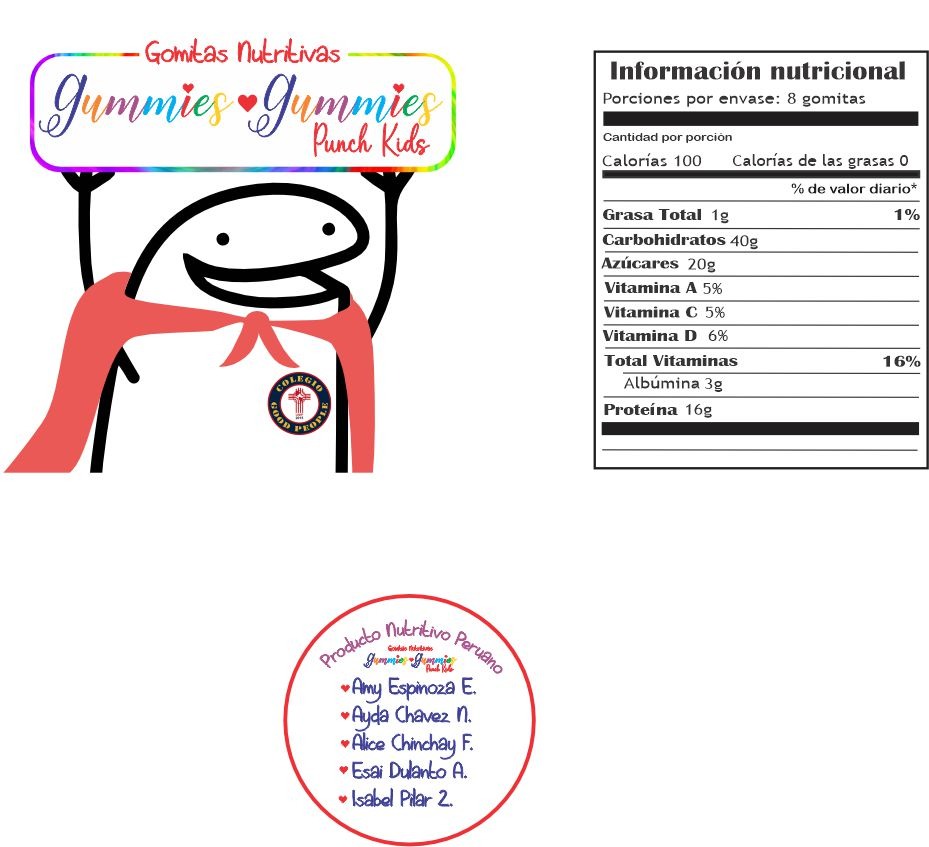 Gomitas Nutritivas
Gummies Gummies
Punch Kids
COLEGIO
GOOD PEOPLE
Información nutricional
Porciones por envase: 8 gomitas
Cantidad por porción
Calorías 100 Calorías de las grasas 0
% de valor diario*
Grasa Total 1g 1%
Carbohidratos 40g
Azúcares 20g
Vitamina A 5%
Vitamina C 5%
Vitamina D 6%
Total Vitaminas 16%
Albúmina 3g
Proteína 16g
Producto Nutritivo Peruano
Gomitas Nutritivas
Gummies Gummies
Punch Kids
Amy Espinoza E.
Ayda Chavez N.
Alice Chinchay F.
Esai Dulanto A.
Isabel Pilar Z.